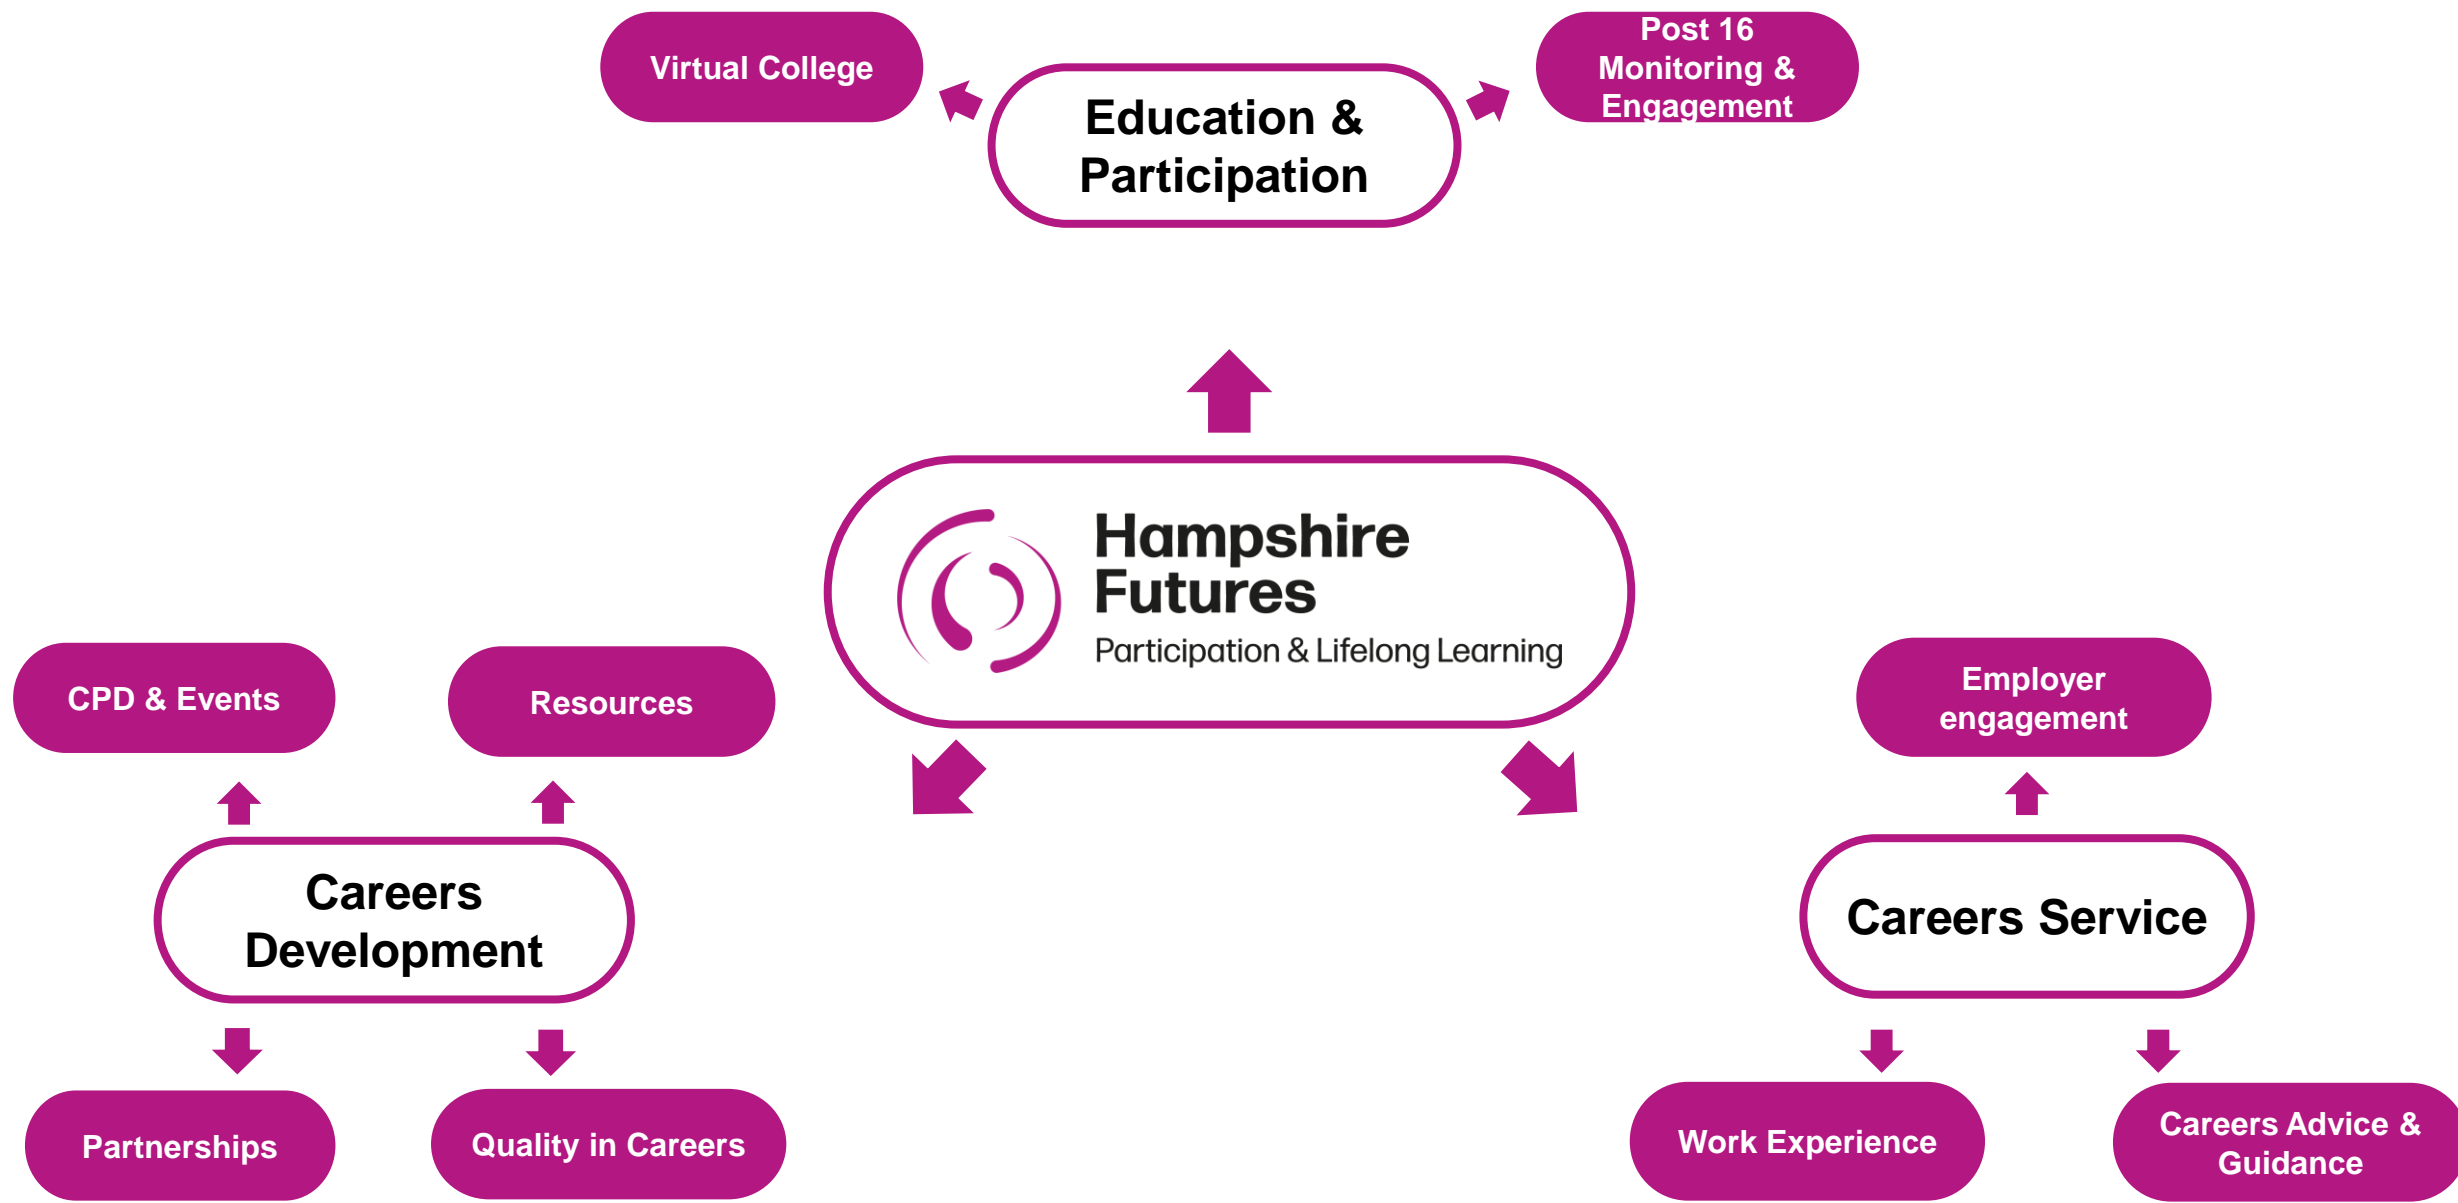 Virtual College
Post 16
Monitoring &
Engagement
Education &
Participation
Hampshire
Futures
Participation & Lifelong Learning
CPD & Events
Resources
Careers
Development
Partnerships
Quality in Careers
Employer
engagement
Careers Service
Work Experience
Careers Advice &
Guidance